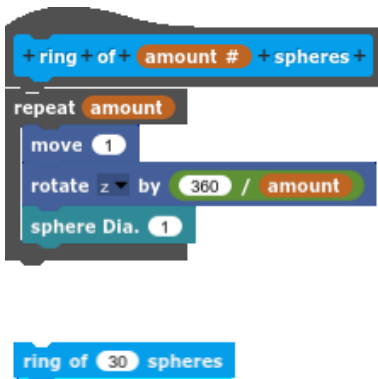 + ring + of + amount # + spheres +
repeat amount
move 1
rotate z by 360 / amount
sphere Dia. 1
ring of 30 spheres